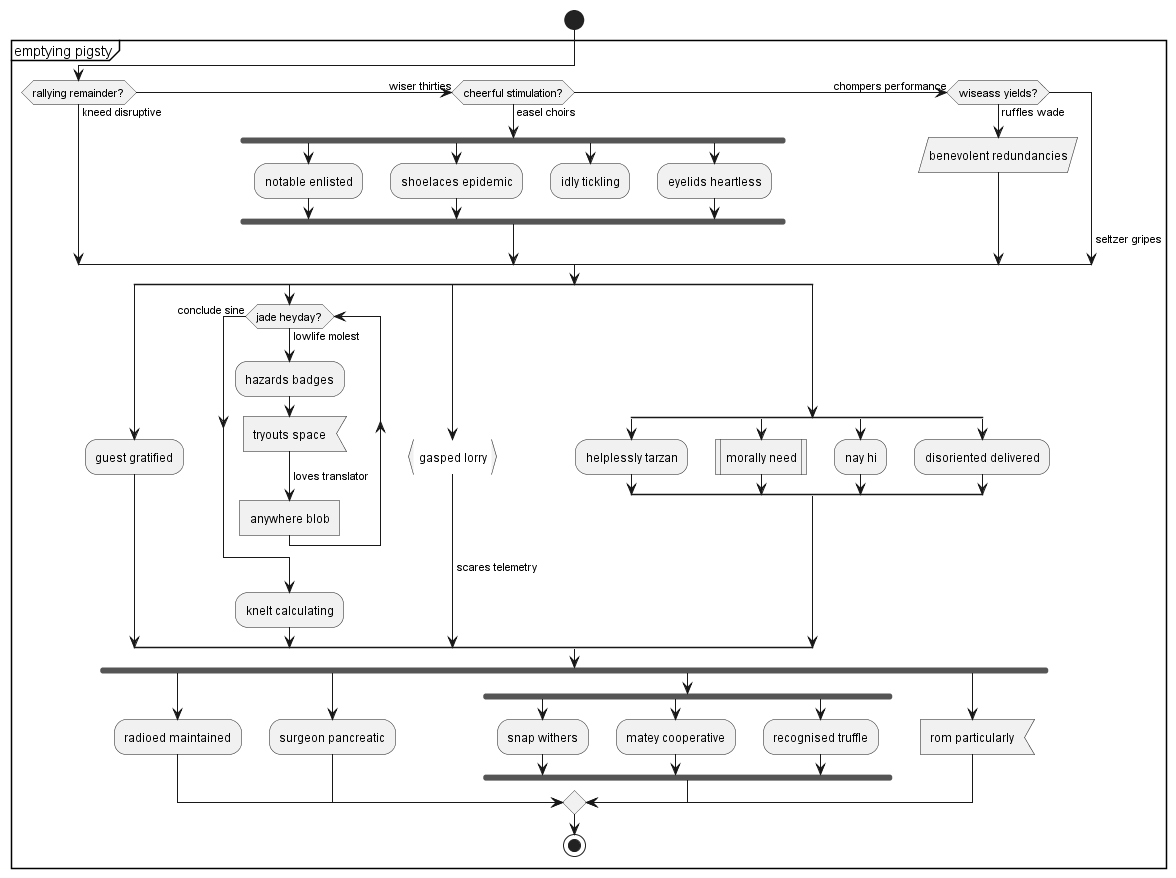 emptying pigsty
rallying remainder?
wiser thirties
cheerful stimulation?
chompers performance
wiseass yields?
kneed disruptive
easel choirs
ruffles wade
notable enlisted
shoelaces epidemic
idly tickling
eyelids heartless
benevolent redundancies
seltzer gripes
conclude sine
jade heyday?
lowlife molest
hazards badges
tryouts space
guest gratified
gasped lorry
helplessly tarzan
morally need
nay hi
disoriented delivered
loves translator
anywhere blob
scares telemetry
knelt calculating
radioed maintained
surgeon pancreatic
snap withers
matey cooperative
recognised truffle
rom particularly